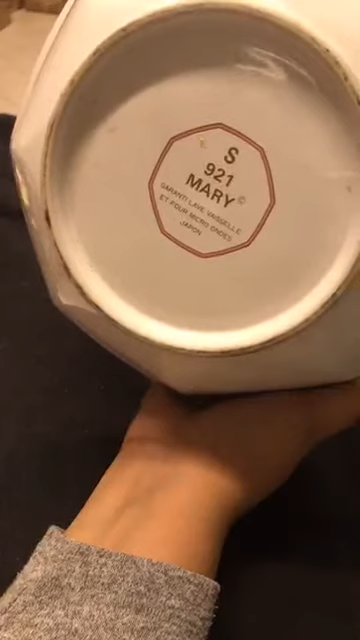 S
921
MARY©
GARANTI LAVE VAISSELLE
ET FOUR MICRO ONDES
JAPON